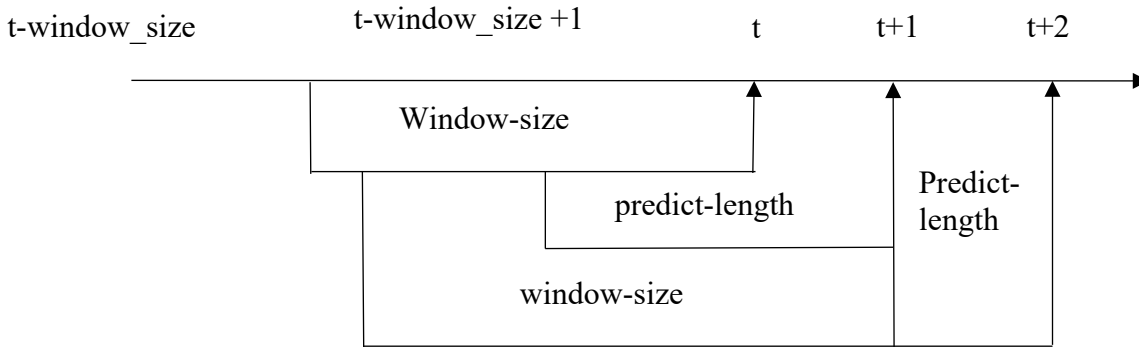 t-window_size
t-window_size +1
t
t+1
t+2
Window-size
predict-length
Predict-
length
window-size